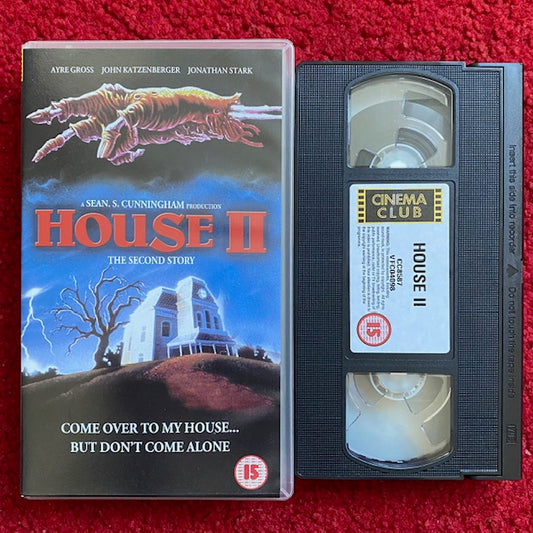 AYRE GROSS JOHN KATZENBERGER JONATHAN STARK
A SEAN. S. CUNNINGHAM PRODUCTION
HOUSE II
THE SECOND STORY
COME OVER TO MY HOUSE...
BUT DON'T COME ALONE
15
CINEMA
CLUB
HOUSE II
CC8587
VFC04098
15
Insert this side into recorder
Do not touch the tape inside